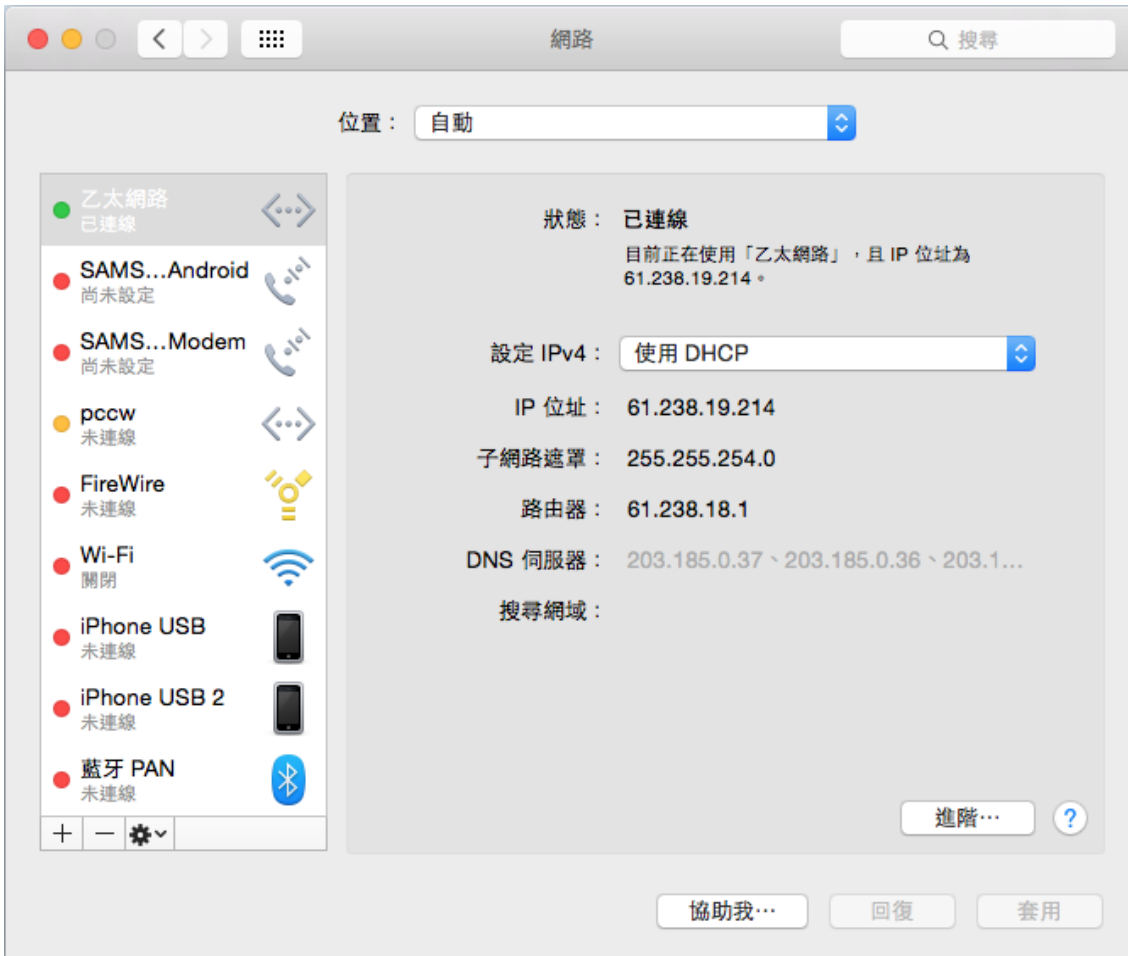 網路
搜尋
位置：
自動
乙太網路
已連線
SAMS...Android
尚未設定
SAMS...Modem
尚未設定
pccw
未連線
FireWire
未連線
Wi-Fi
關閉
iPhone USB
未連線
iPhone USB 2
未連線
藍牙 PAN
未連線
狀態： 已連線
目前正在使用「乙太網路」，且 IP 位址為
61.238.19.214。
設定 IPv4： 使用 DHCP
IP 位址： 61.238.19.214
子網路遮罩： 255.255.254.0
路由器： 61.238.18.1
DNS 伺服器： 203.185.0.37、203.185.0.36、203.1...
搜尋網域：
進階⋯ ?
協助我⋯ 回復 套用